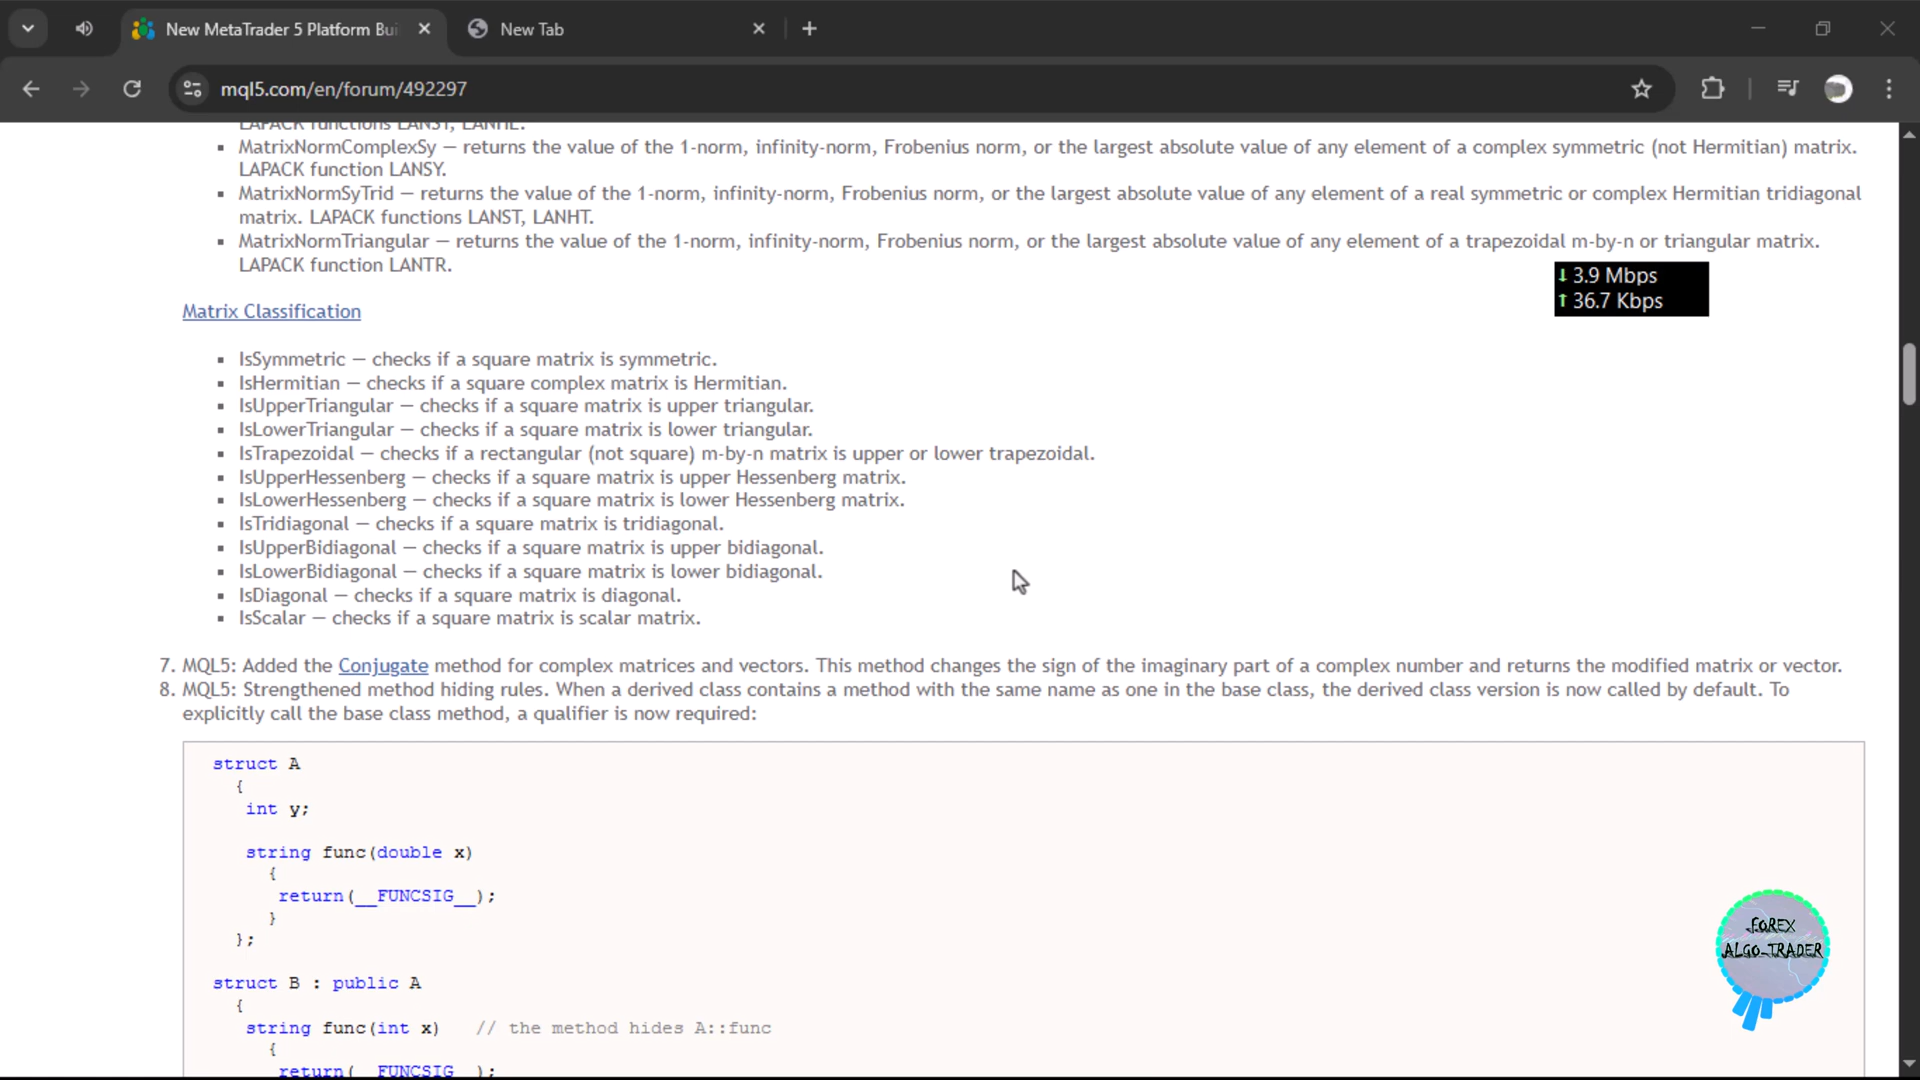 New MetaTrader 5 Platform Bui
New Tab
mql5.com/en/forum/492297
LAPACK functions LANSY, LANHE.
▪ MatrixNormComplexSy — returns the value of the 1-norm, infinity-norm, Frobenius norm, or the largest absolute value of any element of a complex symmetric (not Hermitian) matrix.
LAPACK function LANSY.
▪ MatrixNormSyTrid — returns the value of the 1-norm, infinity-norm, Frobenius norm, or the largest absolute value of any element of a real symmetric or complex Hermitian tridiagonal
matrix. LAPACK functions LANST, LANHT.
▪ MatrixNormTriangular — returns the value of the 1-norm, infinity-norm, Frobenius norm, or the largest absolute value of any element of a trapezoidal m-by-n or triangular matrix.
LAPACK function LANTR.
↓ 3.9 Mbps
↑ 36.7 Kbps
Matrix Classification
▪ IsSymmetric — checks if a square matrix is symmetric.
▪ IsHermitian — checks if a square complex matrix is Hermitian.
▪ IsUpperTriangular — checks if a square matrix is upper triangular.
▪ IsLowerTriangular — checks if a square matrix is lower triangular.
▪ IsTrapezoidal — checks if a rectangular (not square) m-by-n matrix is upper or lower trapezoidal.
▪ IsUpperHessenberg — checks if a square matrix is upper Hessenberg matrix.
▪ IsLowerHessenberg — checks if a square matrix is lower Hessenberg matrix.
▪ IsTridiagonal — checks if a square matrix is tridiagonal.
▪ IsUpperBidiagonal — checks if a square matrix is upper bidiagonal.
▪ IsLowerBidiagonal — checks if a square matrix is lower bidiagonal.
▪ IsDiagonal — checks if a square matrix is diagonal.
▪ IsScalar — checks if a square matrix is scalar matrix.
7. MQL5: Added the Conjugate method for complex matrices and vectors. This method changes the sign of the imaginary part of a complex number and returns the modified matrix or vector.
8. MQL5: Strengthened method hiding rules. When a derived class contains a method with the same name as one in the base class, the derived class version is now called by default. To
explicitly call the base class method, a qualifier is now required:
struct A
{
int y;
string func(double x)
{
return(__FUNCSIG__);
}
};
struct B : public A
{
string func(int x) // the method hides A::func
{
return(__FUNCSIG__);
FOREX
ALGO-TRADER